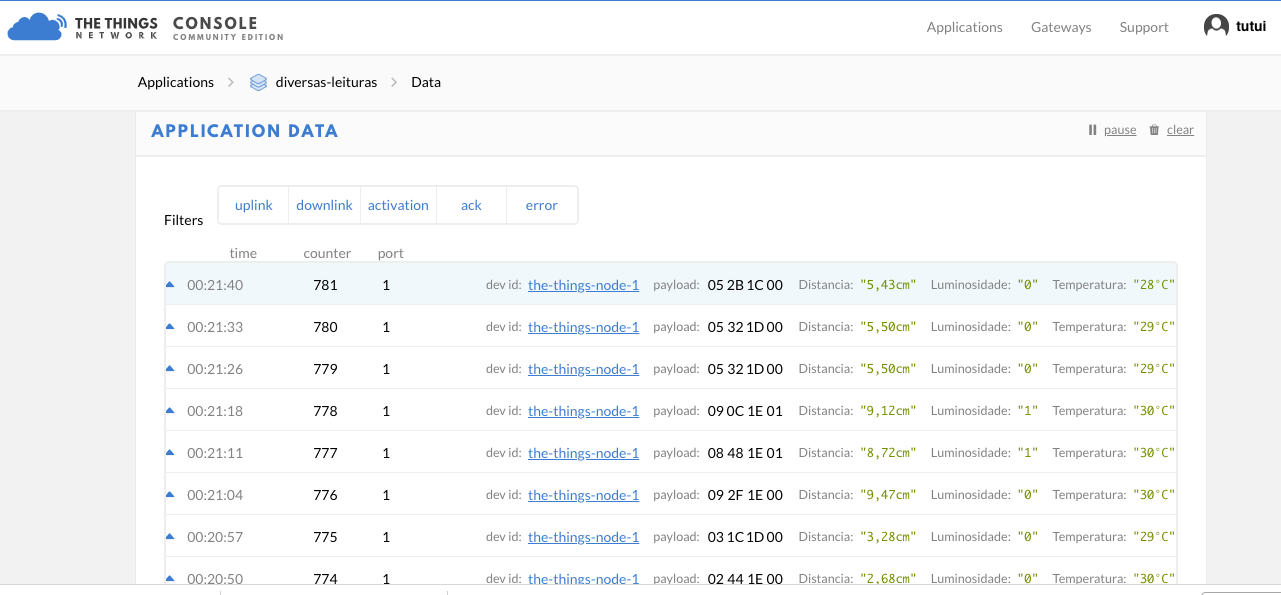 THE THINGS NETWORK CONSOLE COMMUNITY EDITION Applications Gateways Support tutui
Applications diversas-leituras Data
APPLICATION DATA pause clear
Filters uplink downlink activation ack error
time counter port
00:21:40 781 1 dev id: the-things-node-1 payload: 05 2B 1C 00 Distancia: "5,43cm" Luminosidade: "0" Temperatura: "28°C"
00:21:33 780 1 dev id: the-things-node-1 payload: 05 32 1D 00 Distancia: "5,50cm" Luminosidade: "0" Temperatura: "29°C"
00:21:26 779 1 dev id: the-things-node-1 payload: 05 32 1D 00 Distancia: "5,50cm" Luminosidade: "0" Temperatura: "29°C"
00:21:18 778 1 dev id: the-things-node-1 payload: 09 0C 1E 01 Distancia: "9,12cm" Luminosidade: "1" Temperatura: "30°C"
00:21:11 777 1 dev id: the-things-node-1 payload: 08 48 1E 01 Distancia: "8,72cm" Luminosidade: "1" Temperatura: "30°C"
00:21:04 776 1 dev id: the-things-node-1 payload: 09 2F 1E 00 Distancia: "9,47cm" Luminosidade: "0" Temperatura: "30°C"
00:20:57 775 1 dev id: the-things-node-1 payload: 03 1C 1D 00 Distancia: "3,28cm" Luminosidade: "0" Temperatura: "29°C"
00:20:50 774 1 dev id: the-things-node-1 payload: 02 44 1E 00 Distancia: "2,68cm" Luminosidade: "0" Temperatura: "30°C"